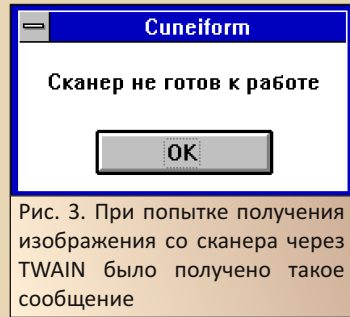 Cuneiform
Сканер не готов к работе
OK
Рис. 3. При попытке получения
изображения со сканера через
TWAIN было получено такое
сообщение